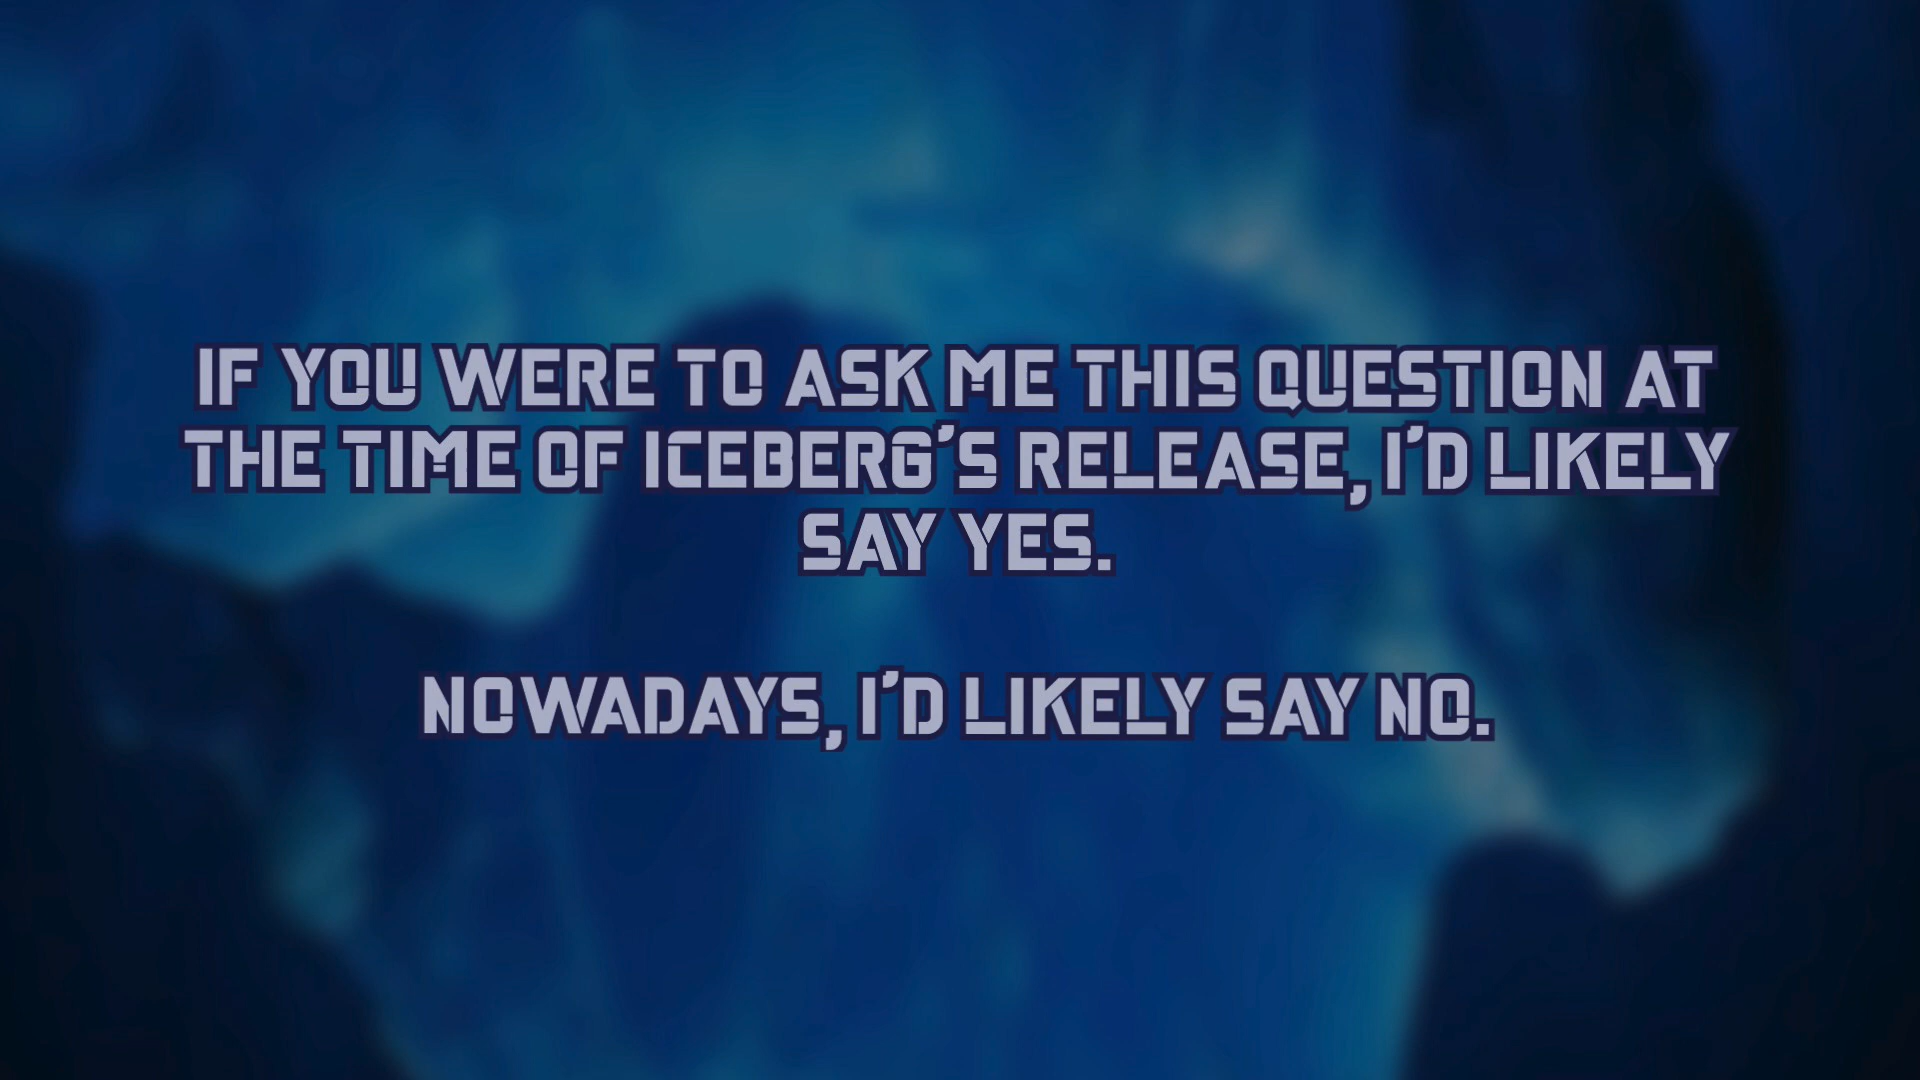 IF YOU WERE TO ASK ME THIS QUESTION AT
THE TIME OF ICEBERG'S RELEASE, I'D LIKELY
SAY YES.
NOWADAYS, I'D LIKELY SAY NO.